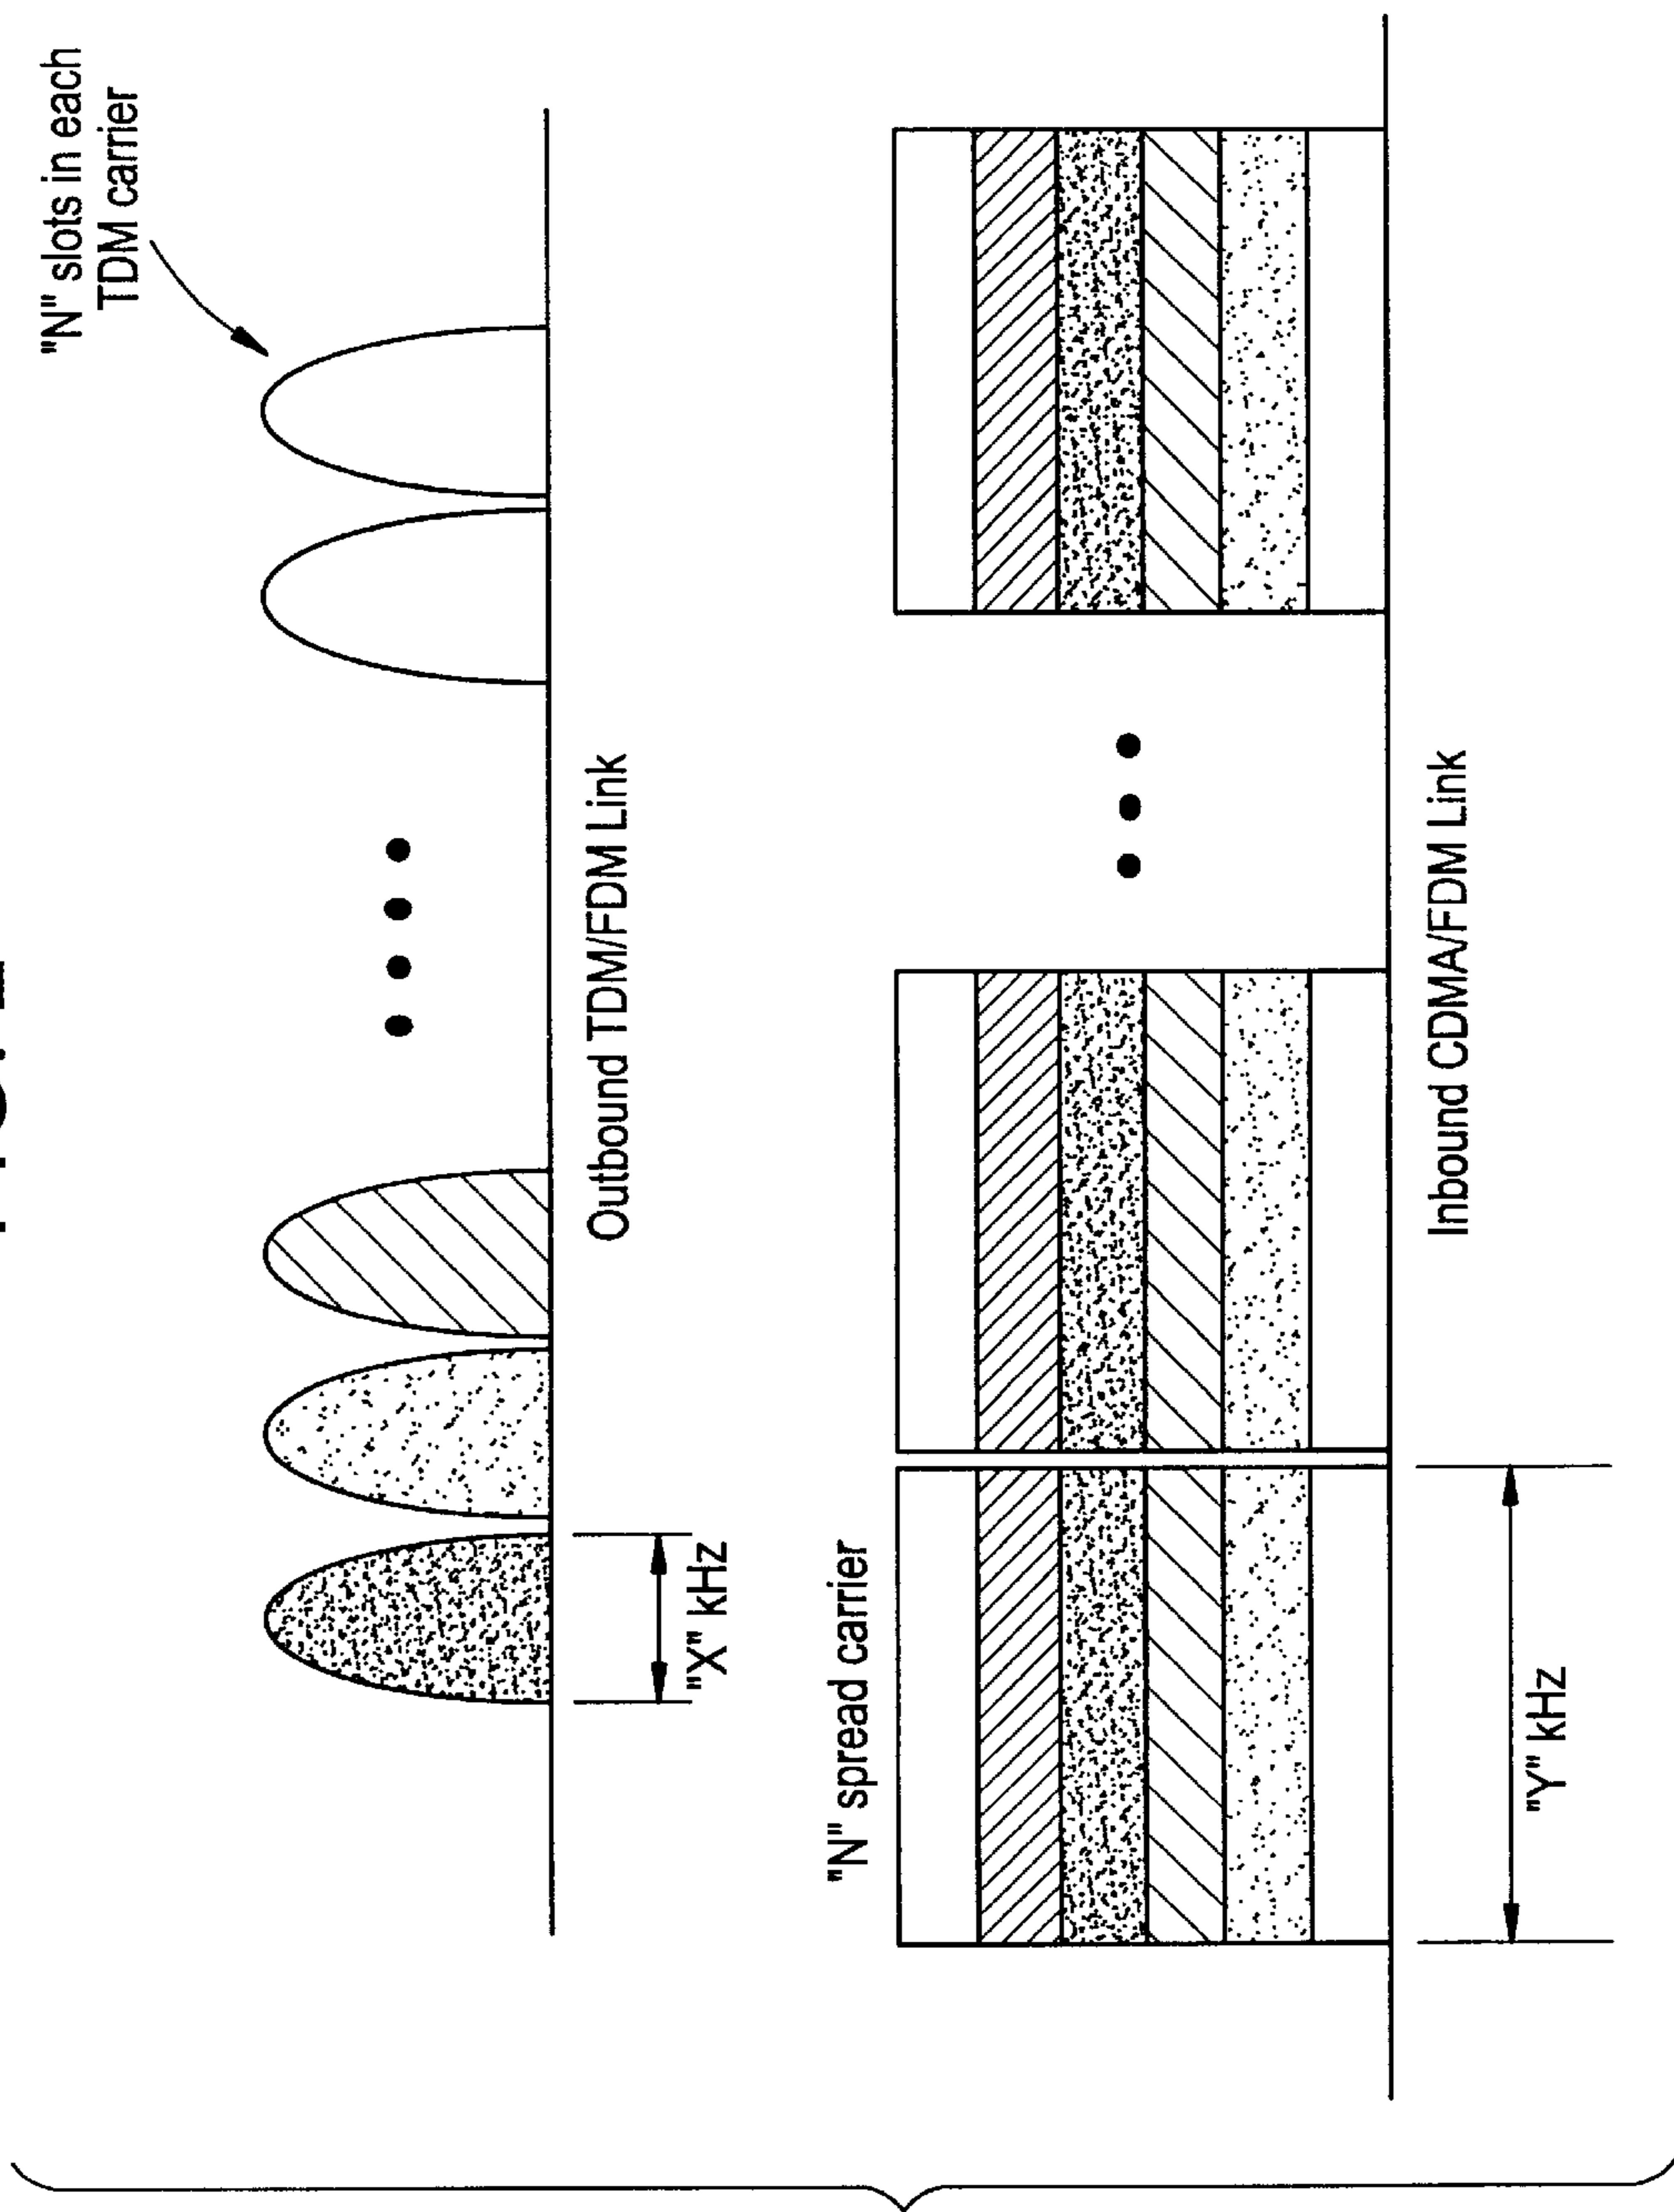 "N" slots in each
TDM carrier
"X" kHz
Outbound TDM/FDM Link
"N" spread carrier
"Y" kHz
Inbound CDMA/FDM Link